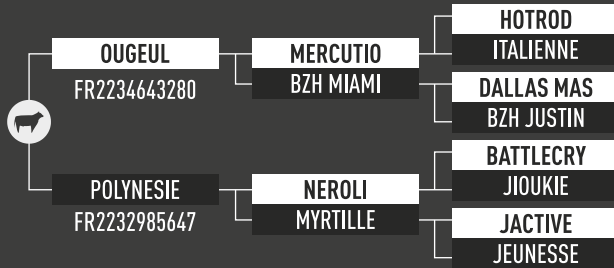 OUGEUL
FR2234643280
MERCUTIO
BZH MIAMI
HOTROD
ITALIENNE
DALLAS MAS
BZH JUSTIN
POLYNESIE
FR2232985647
NEROLI
MYRTILLE
BATTLECRY
JIOUKIE
JACTIVE
JEUNESSE